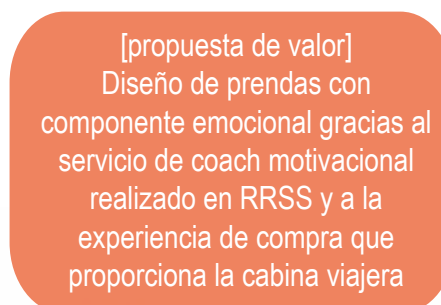 [propuesta de valor]
Diseño de prendas con
componente emocional gracias al
servicio de coach motivacional
realizado en RRSS y a la
experiencia de compra que
proporciona la cabina viajera